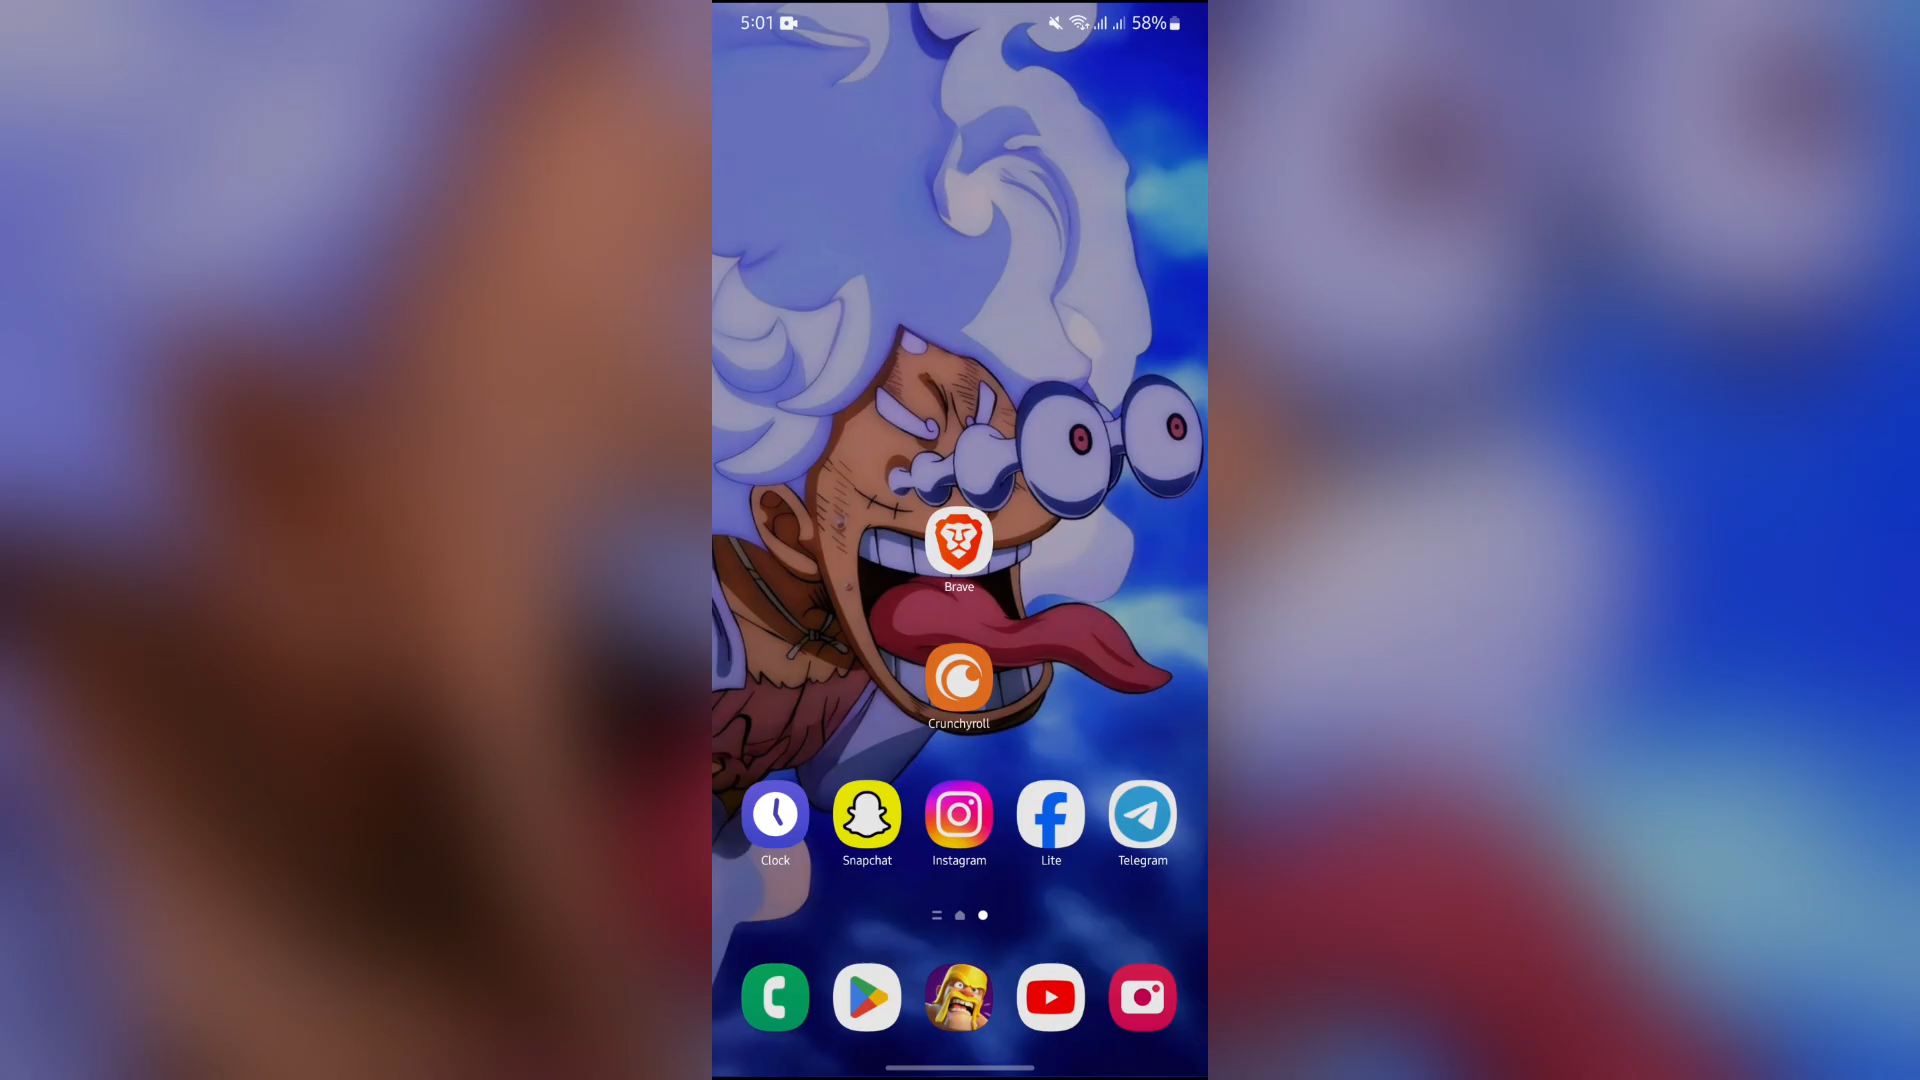 5:01
58%
Brave
Crunchyroll
Clock
Snapchat
Instagram
Lite
Telegram